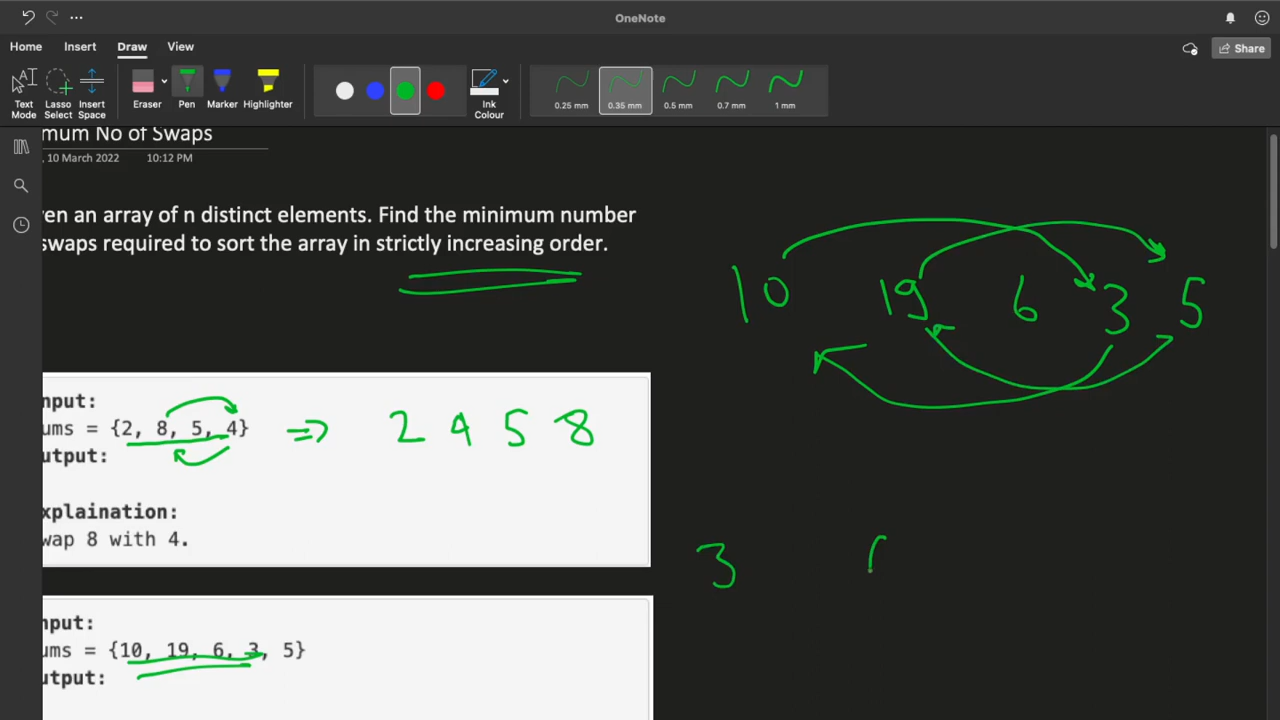 OneNote
Home Insert Draw View
Share
Text Mode
Lasso Select
Insert Space
Eraser
Pen
Marker
Highlighter
Ink Colour
0.25 mm
0.35 mm
0.5 mm
0.7 mm
1 mm
mum No of Swaps
, 10 March 2022 10:12 PM
ven an array of n distinct elements. Find the minimum number
swaps required to sort the array in strictly increasing order.
10 19 6 3 5
nput:
ums = {2, 8, 5, 4} => 2 4 5 8
utput:
xplaination:
wap 8 with 4.
3
nput:
ums = {10, 19, 6, 3, 5}
utput: